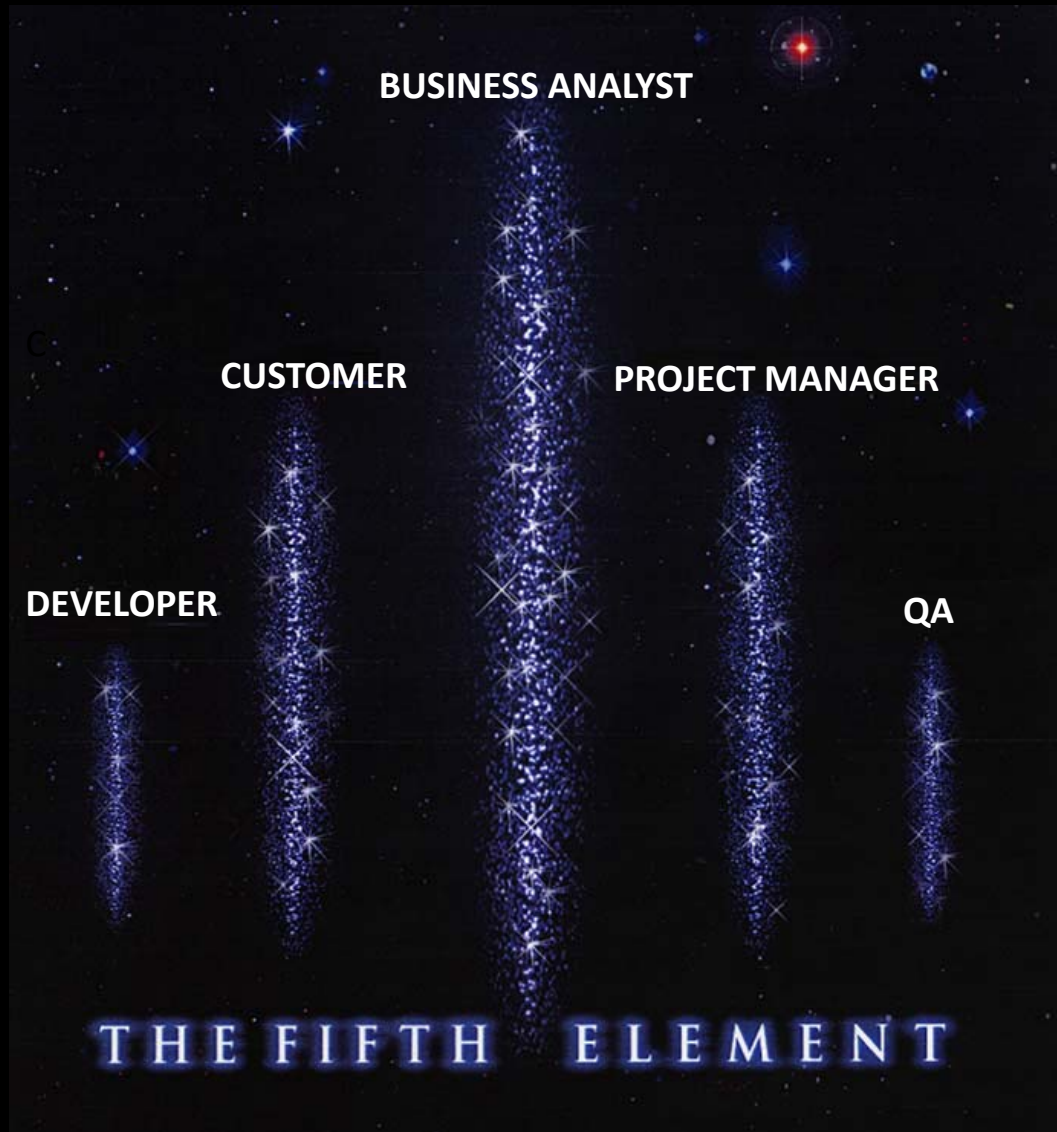 BUSINESS ANALYST
C
CUSTOMER
PROJECT MANAGER
DEVELOPER
QA
THE FIFTH ELEMENT